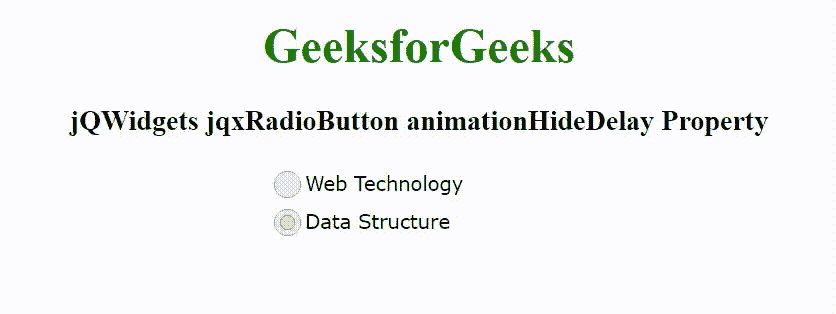 GeeksforGeeks
jQWidgets jqxRadioButton animationHideDelay Property
Web Technology
Data Structure